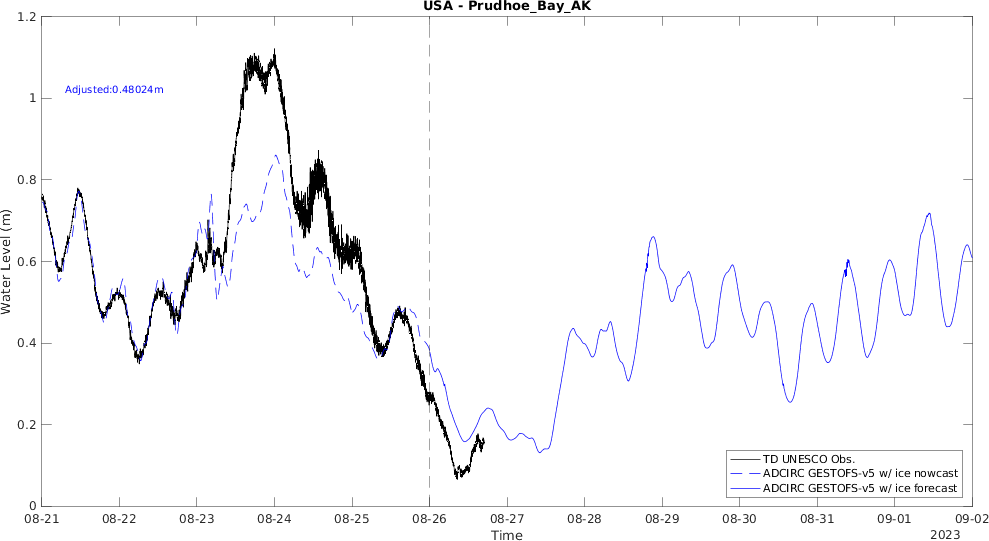 USA - Prudhoe_Bay_AK
Adjusted:0.48024m
Water Level (m)
1.2
1
0.8
0.6
0.4
0.2
0
08-21 08-22 08-23 08-24 08-25 08-26 08-27 08-28 08-29 08-30 08-31 09-01 09-02
Time
2023
TD UNESCO Obs.
ADCIRC GESTOFS-v5 w/ ice nowcast
ADCIRC GESTOFS-v5 w/ ice forecast